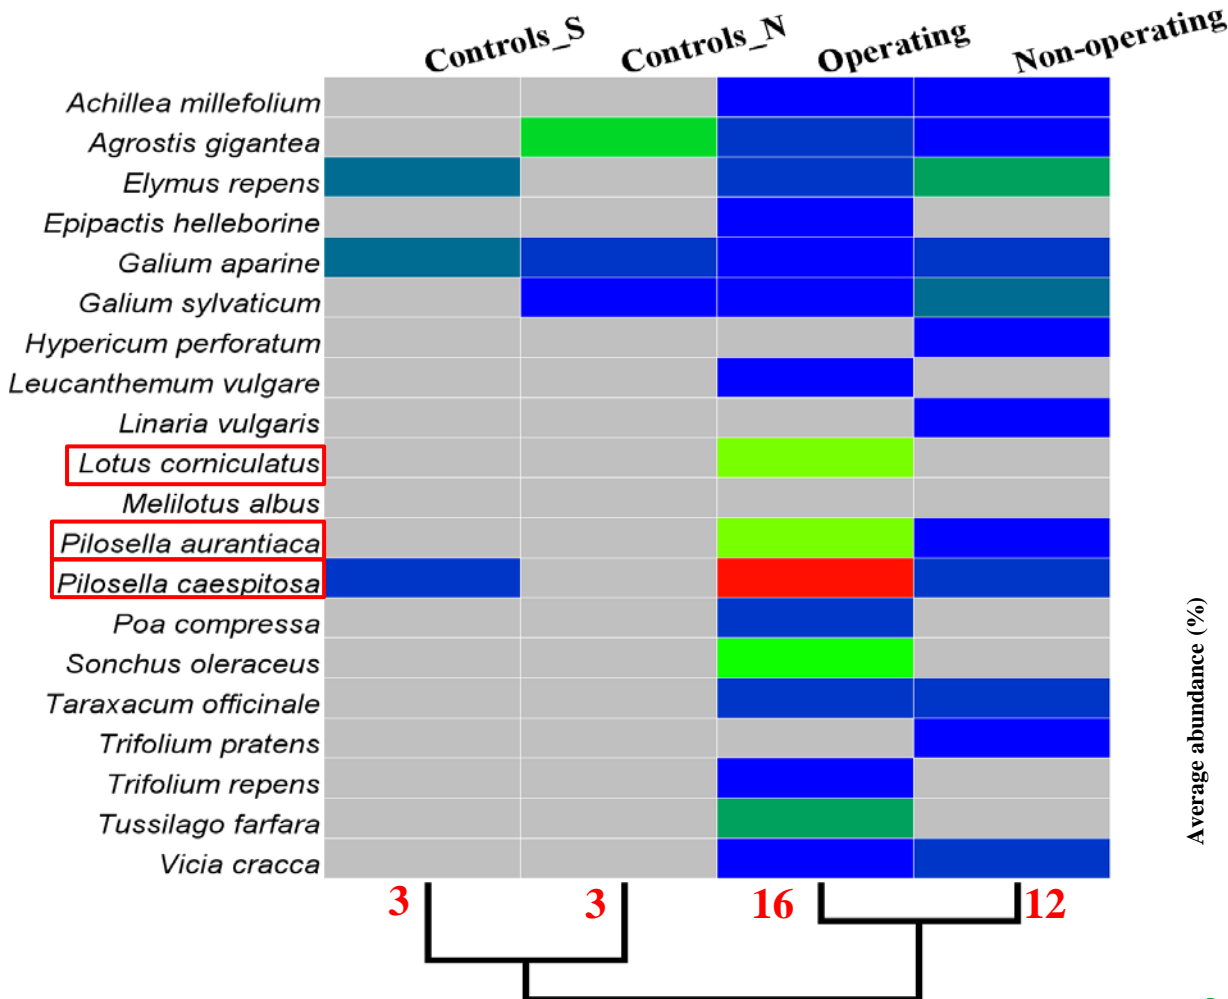 Controls_S Controls_N Operating Non-operating
Achillea millefolium
Agrostis gigantea
Elymus repens
Epipactis helleborine
Galium aparine
Galium sylvaticum
Hypericum perforatum
Leucanthemum vulgare
Linaria vulgaris
Lotus corniculatus
Melilotus albus
Pilosella aurantiaca
Pilosella caespitosa
Poa compressa
Sonchus oleraceus
Taraxacum officinale
Trifolium pratens
Trifolium repens
Tussilago farfara
Vicia cracca
Average abundance (%)
3 3 16 12